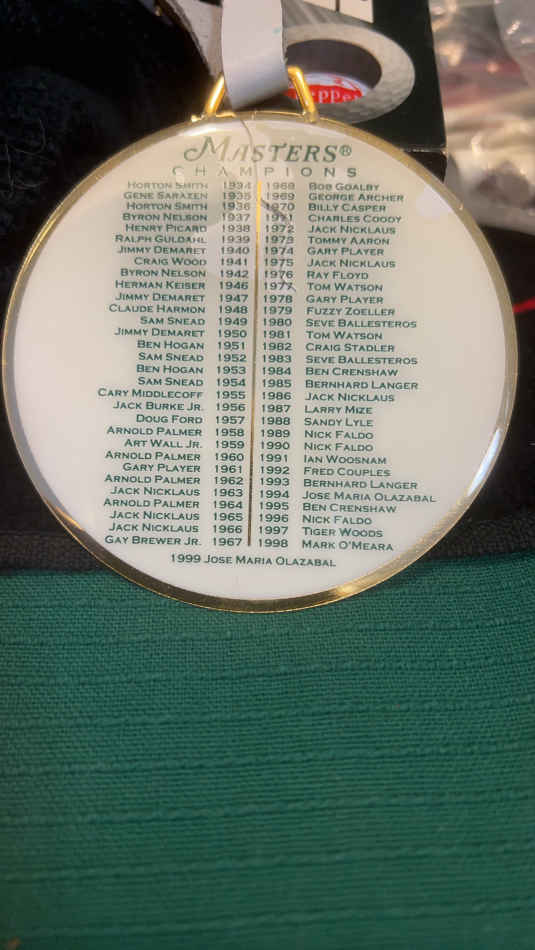 MASTERS®
CHAMPIONS
HORTON SMITH 1934
GENE SARAZEN 1935
HORTON SMITH 1936
BYRON NELSON 1937
HENRY PICARD 1938
RALPH GULDAHL 1939
JIMMY DEMARET 1940
CRAIG WOOD 1941
BYRON NELSON 1942
HERMAN KEISER 1946
JIMMY DEMARET 1947
CLAUDE HARMON 1948
SAM SNEAD 1949
JIMMY DEMARET 1950
BEN HOGAN 1951
SAM SNEAD 1952
BEN HOGAN 1953
SAM SNEAD 1954
CARY MIDDLECOFF 1955
JACK BURKE JR. 1956
DOUG FORD 1957
ARNOLD PALMER 1958
ART WALL JR. 1959
ARNOLD PALMER 1960
GARY PLAYER 1961
ARNOLD PALMER 1962
JACK NICKLAUS 1963
ARNOLD PALMER 1964
JACK NICKLAUS 1965
JACK NICKLAUS 1966
GAY BREWER JR. 1967
1968 BOB GOALBY
1969 GEORGE ARCHER
1970 BILLY CASPER
1971 CHARLES COODY
1972 JACK NICKLAUS
1973 TOMMY AARON
1974 GARY PLAYER
1975 JACK NICKLAUS
1976 RAY FLOYD
1977 TOM WATSON
1978 GARY PLAYER
1979 FUZZY ZOELLER
1980 SEVE BALLESTEROS
1981 TOM WATSON
1982 CRAIG STADLER
1983 SEVE BALLESTEROS
1984 BEN CRENSHAW
1985 BERNHARD LANGER
1986 JACK NICKLAUS
1987 LARRY MIZE
1988 SANDY LYLE
1989 NICK FALDO
1990 NICK FALDO
1991 IAN WOOSNAM
1992 FRED COUPLES
1993 BERNHARD LANGER
1994 JOSE MARIA OLAZABAL
1995 BEN CRENSHAW
1996 NICK FALDO
1997 TIGER WOODS
1998 MARK O'MEARA
1999 JOSE MARIA OLAZABAL